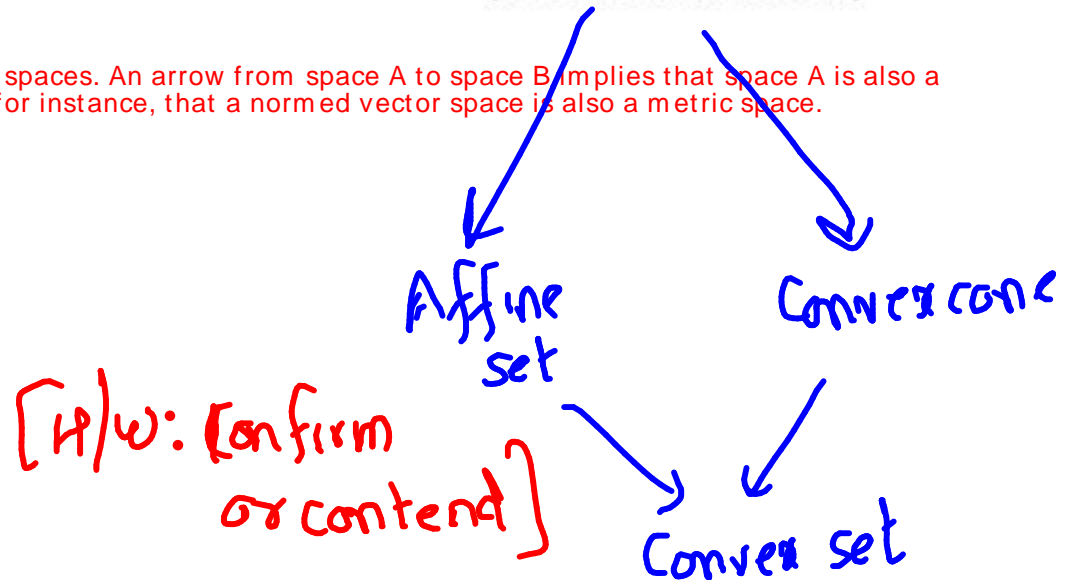 spaces. An arrow from space A to space B implies that space A is also a
for instance, that a normed vector space is also a metric space.
Affine
set
Convex cone
[H/W: Confirm
or contend]
Convex set